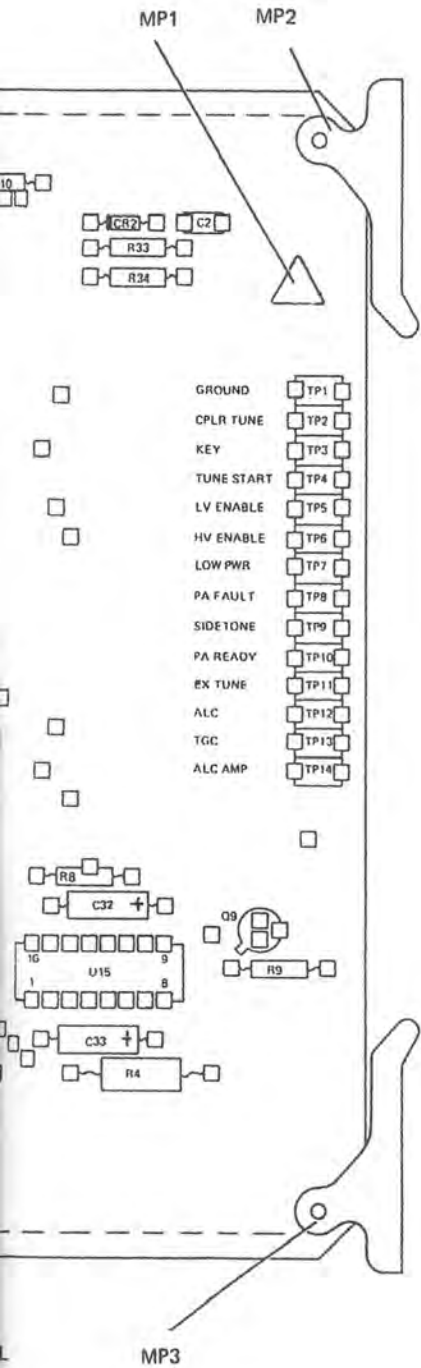 MP1 MP2
10
CR2 C2
R33
R34
GROUND TP1
CPLR TUNE TP2
KEY TP3
TUNE START TP4
LV ENABLE TP5
HV ENABLE TP6
LOW PWR TP7
PA FAULT TP8
SIDETONE TP9
PA READY TP10
EX TUNE TP11
ALC TP12
TGC TP13
ALC AMP TP14
R8
C32 +
Q9
16 9
U15
R9
1 8
C33 +
R4
L
MP3